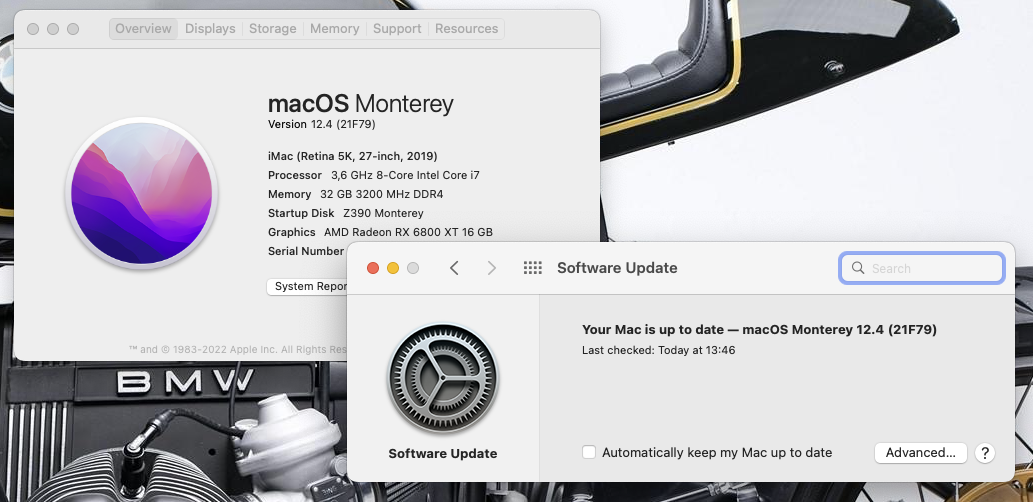 Overview Displays Storage Memory Support Resources
macOS Monterey
Version 12.4 (21F79)
iMac (Retina 5K, 27-inch, 2019)
Processor 3,6 GHz 8-Core Intel Core i7
Memory 32 GB 3200 MHz DDR4
Startup Disk Z390 Monterey
Graphics AMD Radeon RX 6800 XT 16 GB
Serial Number
System Repor
™ and © 1983-2022 Apple Inc. All Rights Res
BMW
Software Update
Search
Your Mac is up to date — macOS Monterey 12.4 (21F79)
Last checked: Today at 13:46
Software Update
Automatically keep my Mac up to date
Advanced...
?